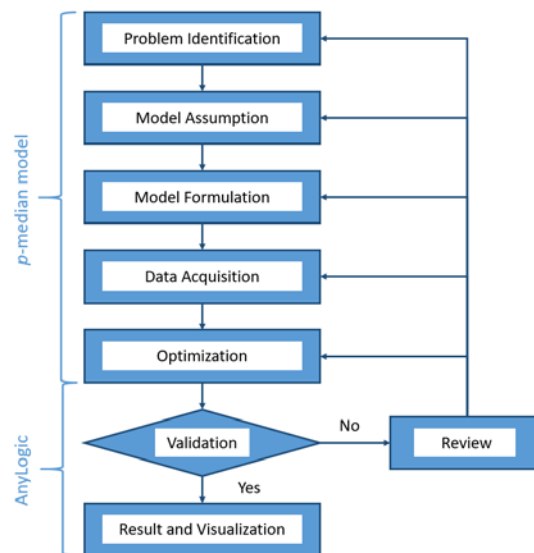 Problem Identification
Model Assumption
p-median model
Model Formulation
Data Acquisition
Optimization
No
Validation
Review
AnyLogic
Yes
Result and Visualization